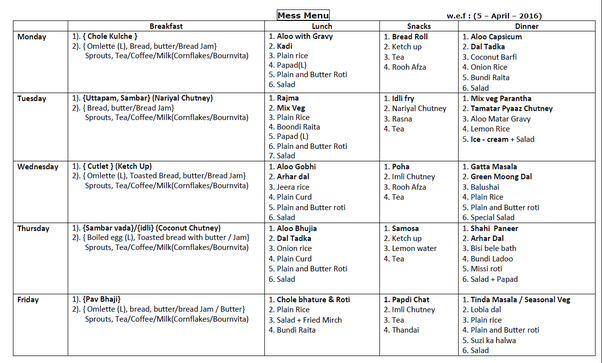 Mess Menu
w.e.f : (5 – April – 2016)
Breakfast
Lunch
Snacks
Dinner
Monday
1). { Chole Kulche }
2). { Omlette (L), Bread, butter/Bread Jam}
Sprouts, Tea/Coffee/Milk(Cornflakes/Bournvita)
1. Aloo with Gravy
2. Kadi
3. Plain rice
4. Papad(L)
5. Plain and Butter Roti
6. Salad
1. Bread Roll
2. Ketch up
3. Tea
4. Rooh Afza
1. Aloo Capsicum
2. Dal Tadka
3. Coconut Barfi
4. Onion Rice
5. Bundi Raita
6. Salad
Tuesday
1). {Uttapam, Sambar} (Nariyal Chutney)
2). { Bread, butter/Bread Jam}
Sprouts, Tea/Coffee/Milk(Cornflakes/Bournvita)
1. Rajma
2. Mix Veg
3. Plain Rice
4. Boondi Raita
5. Papad (L)
6. Plain and Butter Roti
7. Salad
1. Idli fry
2. Nariyal Chutney
3. Rasna
4. Tea
1. Mix veg Parantha
2. Tamatar Pyaaz Chutney
3. Aloo Matar Gravy
4. Lemon Rice
5. Ice - cream + Salad
Wednesday
1). { Cutlet } (Ketch Up)
2). { Omlette (L), Toasted Bread, butter/Bread Jam}
Sprouts, Tea/Coffee/Milk(Cornflakes/Bournvita)
1. Aloo Gobhi
2. Arhar dal
3. Jeera rice
4. Plain Curd
5. Plain and Butter roti
6. Salad
1. Poha
2. Imli Chutney
3. Rooh Afza
4. Tea
1. Gatta Masala
2. Green Moong Dal
3. Balushai
4. Plain Rice
5. Plain and Butter roti
6. Special Salad
Thursday
1). {Sambar vada}/{idli} (Coconut Chutney)
2). { Boiled egg (L), Toasted bread with butter / Jam}
Sprouts, Tea/Coffee/Milk(Cornflakes/Bournvita)
1. Aloo Bhujia
2. Dal Tadka
3. Onion rice
4. Plain Curd
5. Plain and Butter Roti
6. Salad
1. Samosa
2. Ketch up
3. Lemon water
4. Tea
1. Shahi Paneer
2. Arhar Dal
3. Bisi bele bath
4. Bundi Ladoo
5. Missi roti
6. Salad + Papad
Friday
1). {Pav Bhaji}
2). { Omlette (L), bread, butter/bread Jam / Butter}
Sprouts, Tea/Coffee/Milk(Cornflakes/Bournvita)
1. Chole bhature & Roti
2. Plain Rice
3. Salad + Fried Mirch
4. Bundi Raita
1. Papdi Chat
2. Imli Chutney
3. Tea
4. Thandai
1. Tinda Masala / Seasonal Veg
2. Lobia dal
3. Plain rice
4. Plain and Butter roti
5. Suzi ka halwa
6. Salad